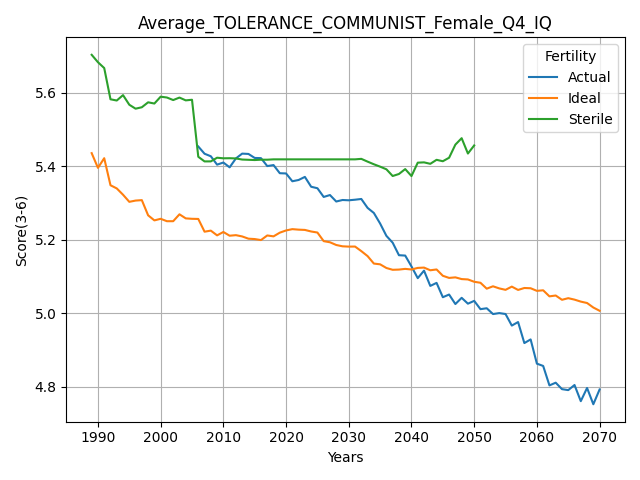 Average_TOLERANCE_COMMUNIST_Female_Q4_IQ
Fertility
Actual
Ideal
Sterile
Score(3-6)
5.6
5.4
5.2
5.0
4.8
1990 2000 2010 2020 2030 2040 2050 2060 2070
Years